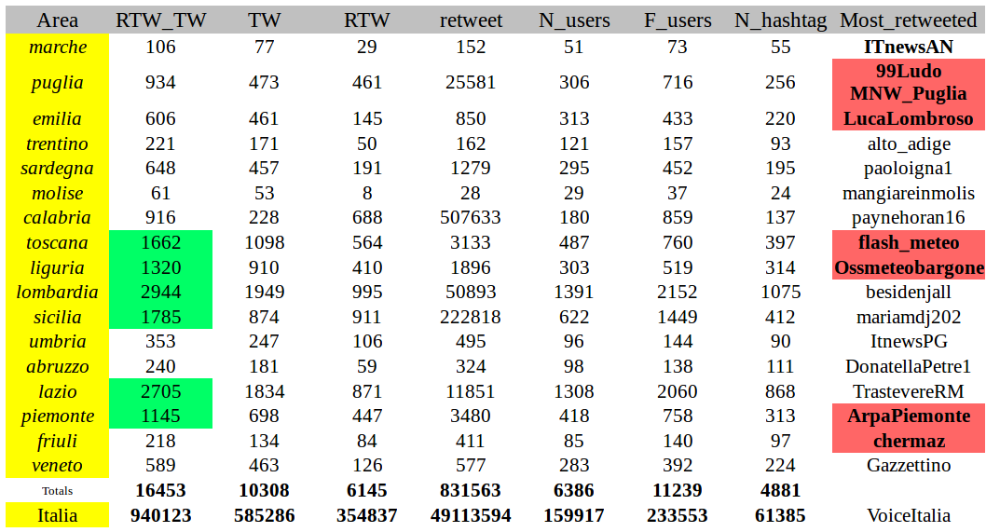 Area RTW_TW TW RTW retweet N_users F_users N_hashtag Most_retweeted
marche 106 77 29 152 51 73 55 ITnewsAN
puglia 934 473 461 25581 306 716 256 99Ludo
MNW_Puglia
emilia 606 461 145 850 313 433 220 LucaLombroso
trentino 221 171 50 162 121 157 93 alto_adige
sardegna 648 457 191 1279 295 452 195 paoloigna1
molise 61 53 8 28 29 37 24 mangiareinmolis
calabria 916 228 688 507633 180 859 137 paynehoran16
toscana 1662 1098 564 3133 487 760 397 flash_meteo
liguria 1320 910 410 1896 303 519 314 Ossmeteobargone
lombardia 2944 1949 995 50893 1391 2152 1075 besidenjall
sicilia 1785 874 911 222818 622 1449 412 mariamdj202
umbria 353 247 106 495 96 144 90 ItnewsPG
abruzzo 240 181 59 324 98 138 111 DonatellaPetre1
lazio 2705 1834 871 11851 1308 2060 868 TrastevereRM
piemonte 1145 698 447 3480 418 758 313 ArpaPiemonte
friuli 218 134 84 411 85 140 97 chermaz
veneto 589 463 126 577 283 392 224 Gazzettino
Totals 16453 10308 6145 831563 6386 11239 4881
Italia 940123 585286 354837 49113594 159917 233553 61385 VoiceItalia